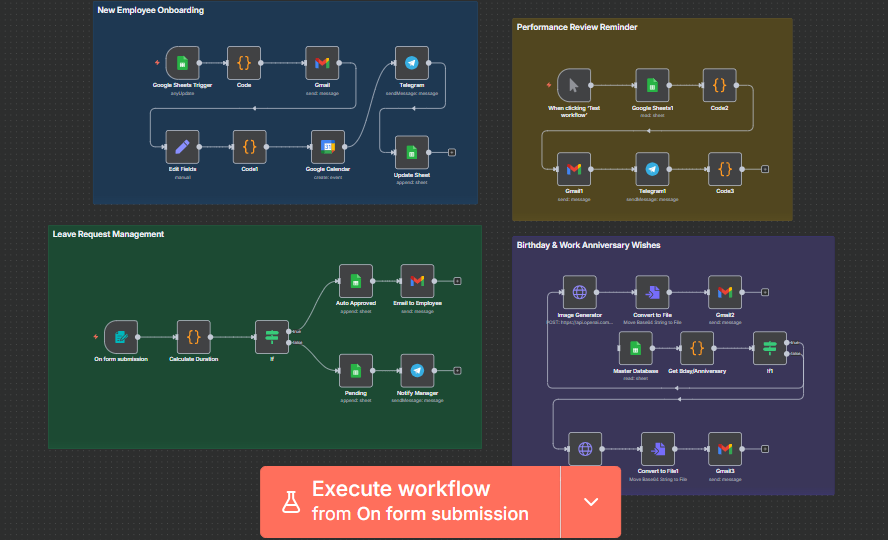 New Employee Onboarding
Google Sheets Trigger
anyUpdate
Code
Gmail
send: message
Telegram
sendMessage: message
Edit Fields
manual
Code1
Google Calendar
create: event
Update Sheet
append: sheet
Performance Review Reminder
When clicking 'Test
workflow'
Google Sheets1
read: sheet
Code2
Gmail1
send: message
Telegram1
sendMessage: message
Code3
Leave Request Management
On form submission
Calculate Duration
If
true
false
Auto Approved
append: sheet
Email to Employee
send: message
Pending
append: sheet
Notify Manager
sendMessage: message
Birthday & Work Anniversary Wishes
Image Generator
POST: https://api.openai.com...
Convert to File
Move Base64 String to File
Gmail2
send: message
Master Database
read: sheet
Get Bday/Anniversary
If1
true
false
Convert to File1
Move Base64 String to File
Gmail3
send: message
Execute workflow
from On form submission